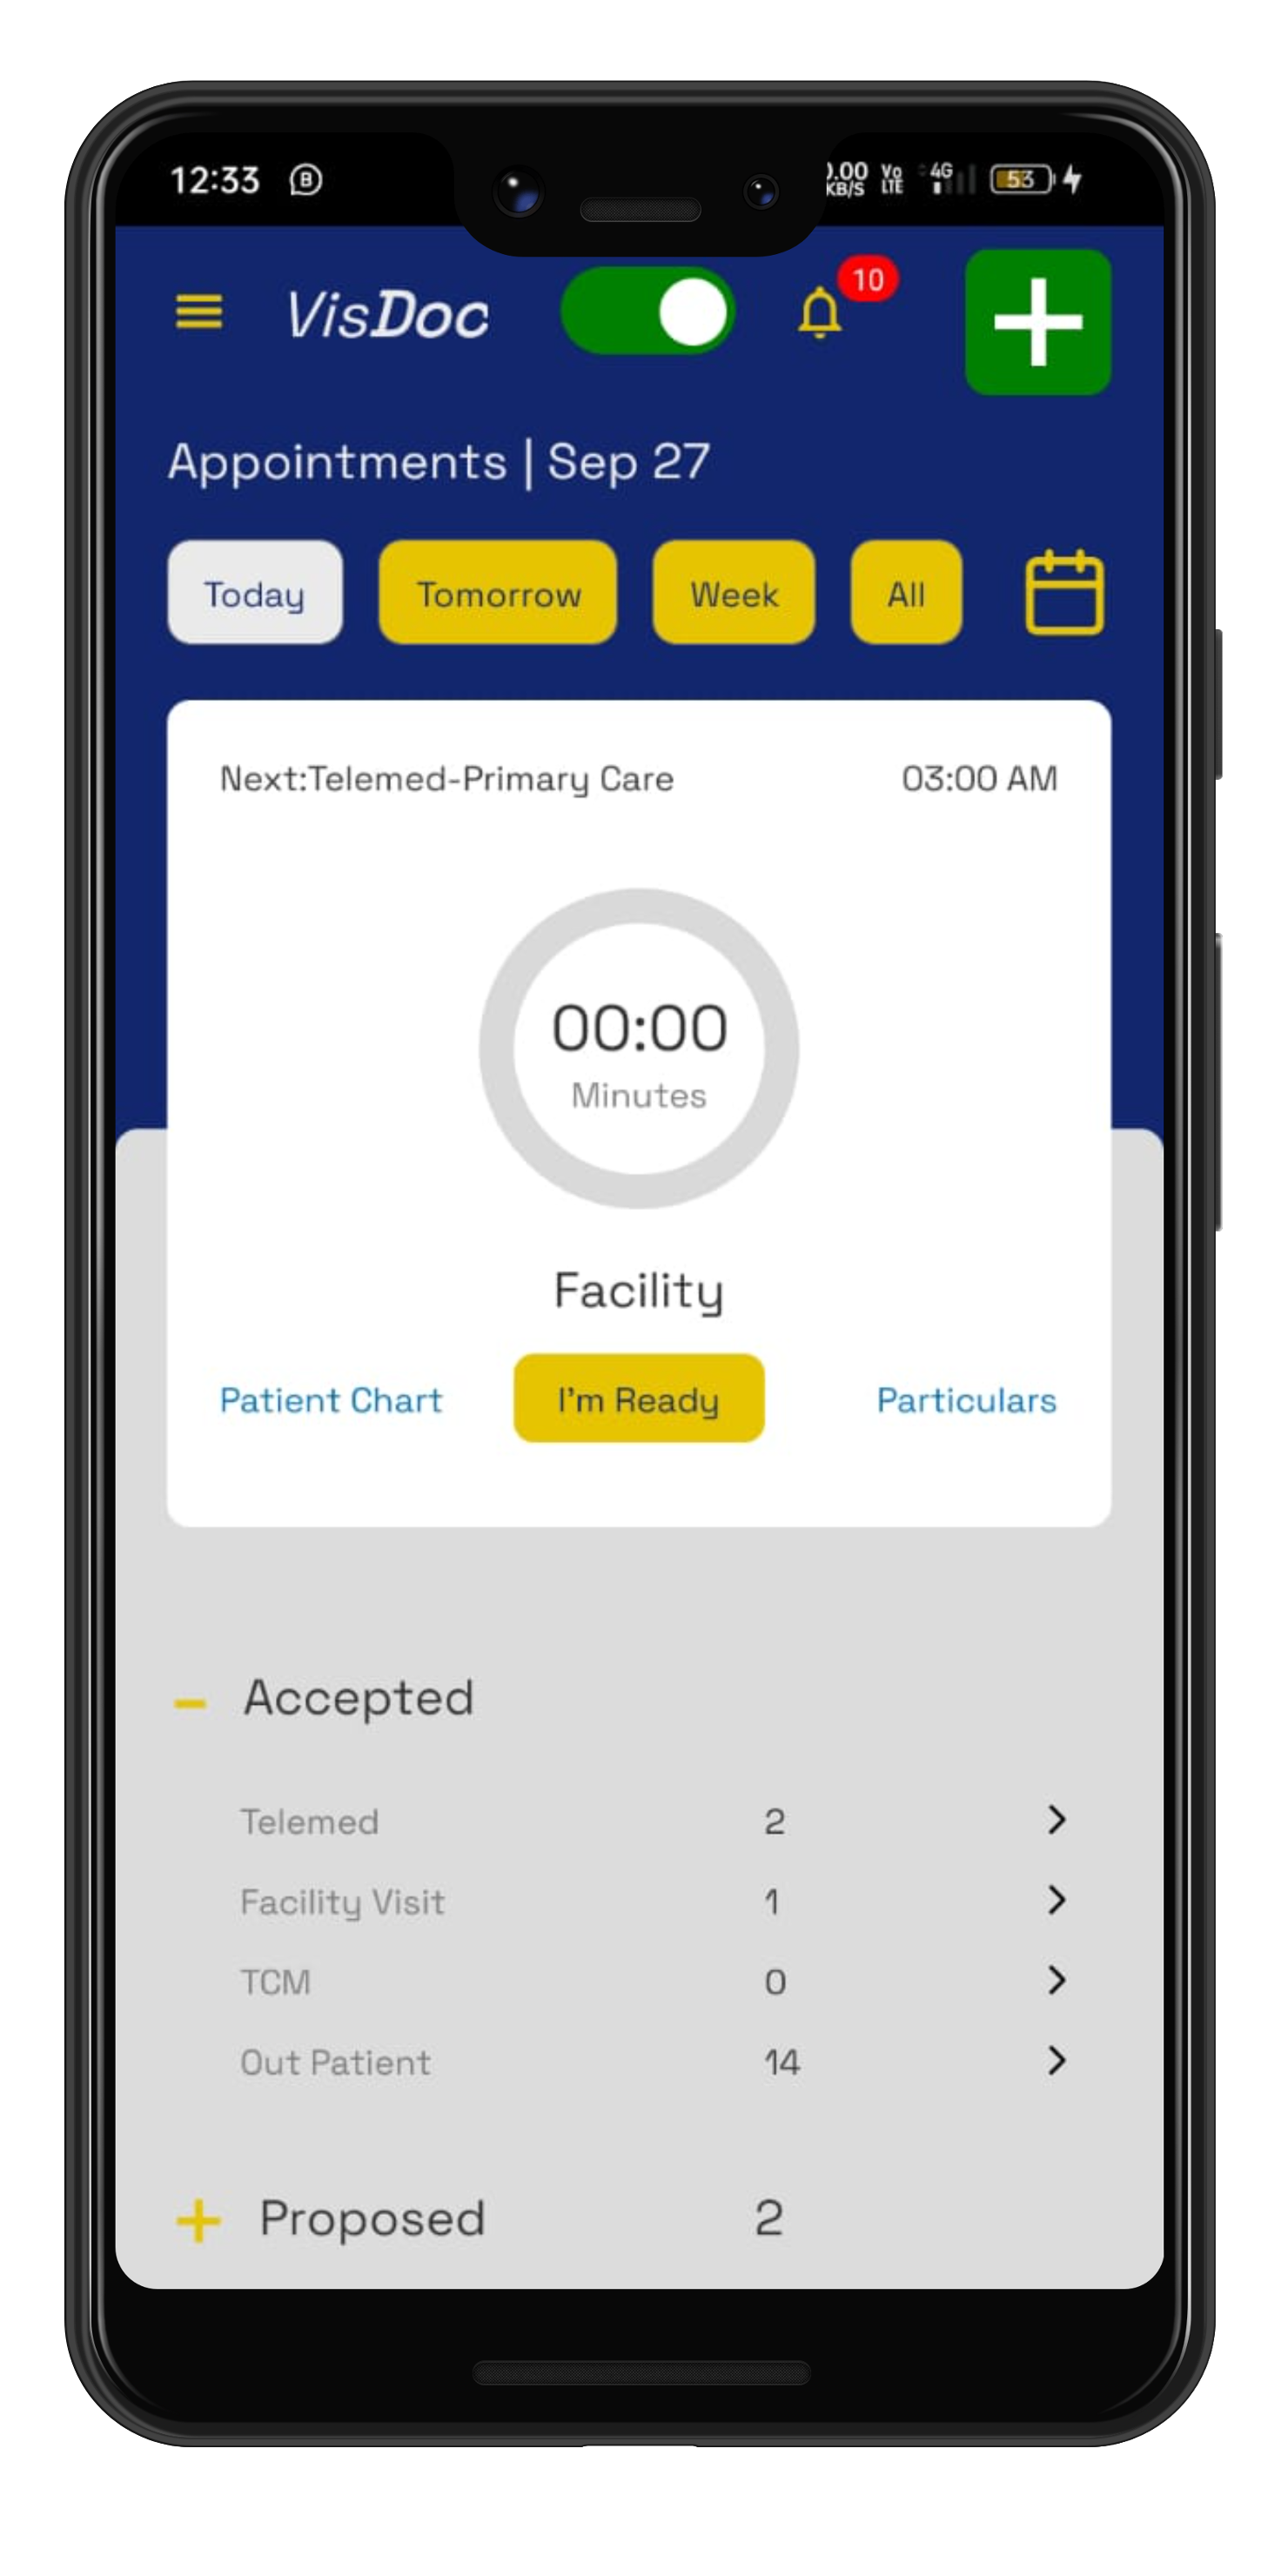 12:33 B 0.00 KB/S Vo LTE 4G 53
VisDoc 10
Appointments | Sep 27
Today Tomorrow Week All
Next:Telemed-Primary Care 03:00 AM
00:00
Minutes
Facility
Patient Chart I'm Ready Particulars
Accepted
Telemed 2
Facility Visit 1
TCM 0
Out Patient 14
Proposed 2